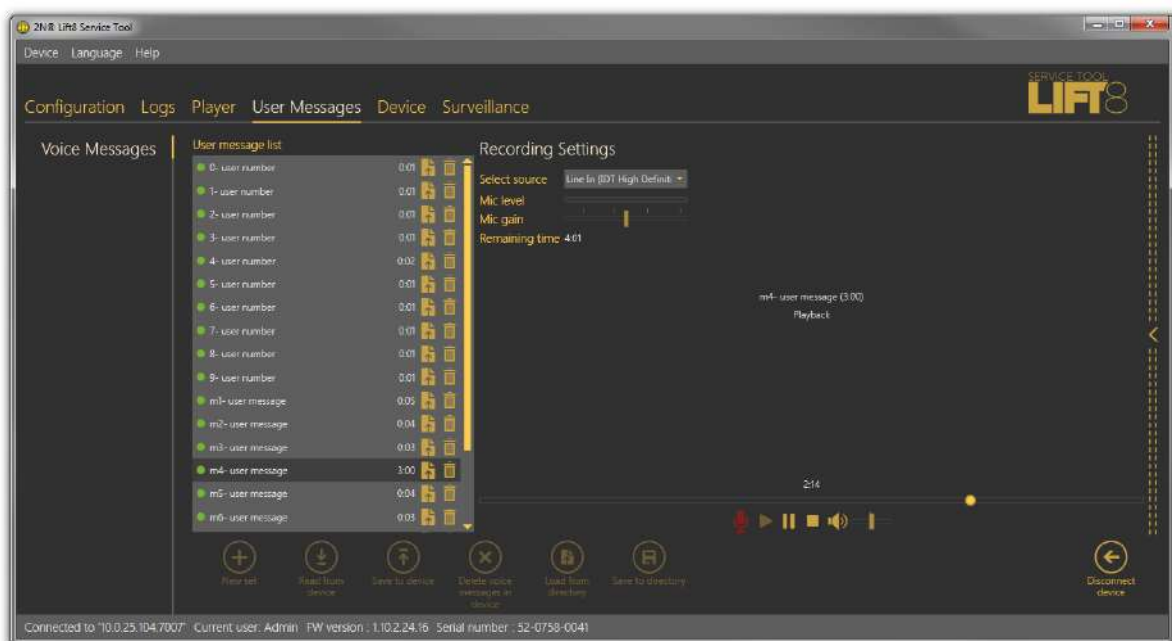 2N® Lift8 Service Tool
Device Language Help
SERVICE TOOL
LIFT8
Configuration Logs Player User Messages Device Surveillance
Voice Messages
User message list
0- user number 0:01
1- user number 0:01
2- user number 0:01
3- user number 0:01
4- user number 0:02
5- user number 0:01
6- user number 0:01
7- user number 0:01
8- user number 0:01
9- user number 0:01
m1- user message 0:05
m2- user message 0:04
m3- user message 0:03
m4- user message 3:00
m5- user message 0:04
m6- user message 0:03
Recording Settings
Select source Line In (IDT High Definiti
Mic level
Mic gain
Remaining time 4:01
m4- user message (3:00)
Playback
2:14
New set
Read from device
Save to device
Delete voice messages in device
Load from directory
Save to directory
Disconnect device
Connected to "10.0.25.104:7007" Current user: Admin FW version : 1.10.2.24.16 Serial number : 52-0758-0041